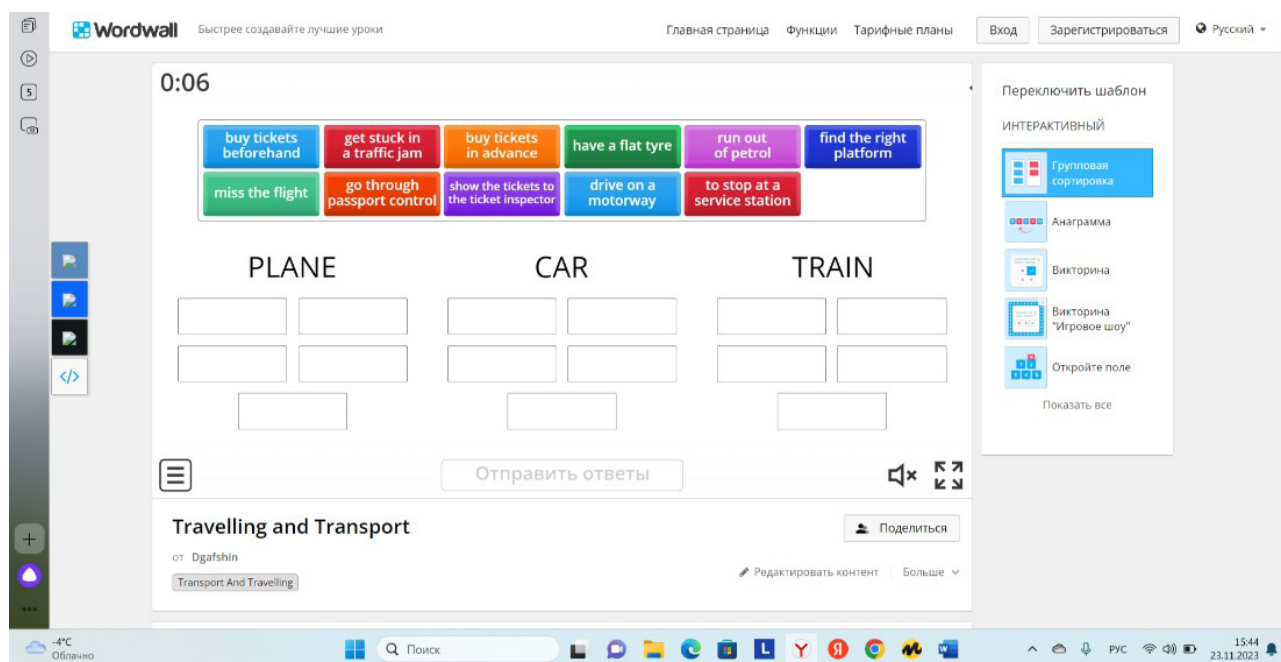 Wordwall
Быстрее создавайте лучшие уроки
Главная страница
Функции
Тарифные планы
Вход
Зарегистрироваться
Русский
5
0:06
buy tickets
beforehand
get stuck in
a traffic jam
buy tickets
in advance
have a flat tyre
run out
of petrol
find the right
platform
miss the flight
go through
passport control
show the tickets to
the ticket inspector
drive on a
motorway
to stop at a
service station
PLANE
CAR
TRAIN
</>
Отправить ответы
Travelling and Transport
от Dgafshin
Transport And Travelling
Поделиться
Редактировать контент
Больше
Переключить шаблон
ИНТЕРАКТИВНЫЙ
Групповая
сортировка
Анаграмма
Викторина
Викторина
"Игровое шоу"
Откройте поле
Показать все
-4°C
Облачно
Поиск
L
Y
Я
W
РУС
15:44
23.11.2023